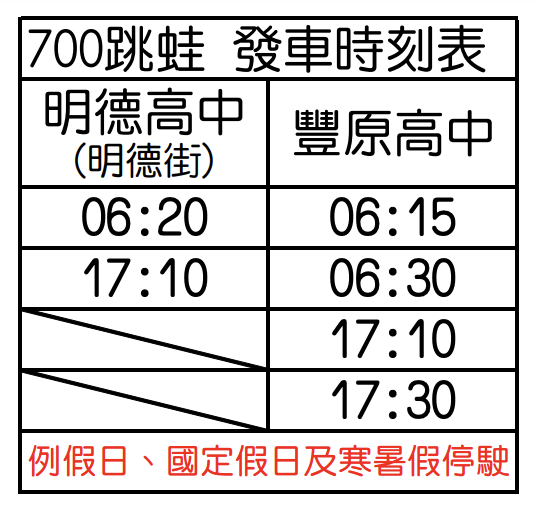 700跳蛙 發車時刻表
明德高中 豐原高中
(明德街)
06:20 06:15
17:10 06:30
17:10
17:30
例假日、國定假日及寒暑假停駛